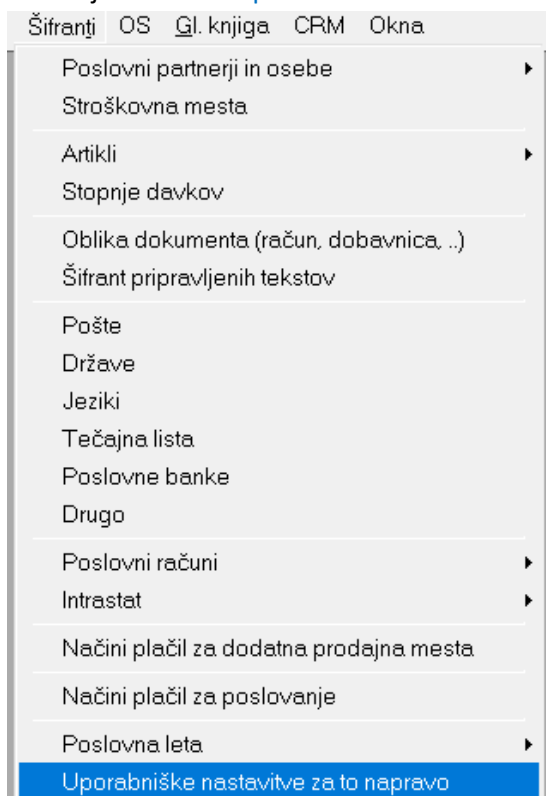 Šifranti OS Gl. knjiga CRM Okna
Poslovni partnerji in osebe
Stroškovna mesta
Artikli
Stopnje davkov
Oblika dokumenta (račun, dobavnica, ..)
Šifrant pripravljenih tekstov
Pošte
Države
Jeziki
Tečajna lista
Poslovne banke
Drugo
Poslovni računi
Intrastat
Načini plačil za dodatna prodajna mesta
Načini plačil za poslovanje
Poslovna leta
Uporabniške nastavitve za to napravo